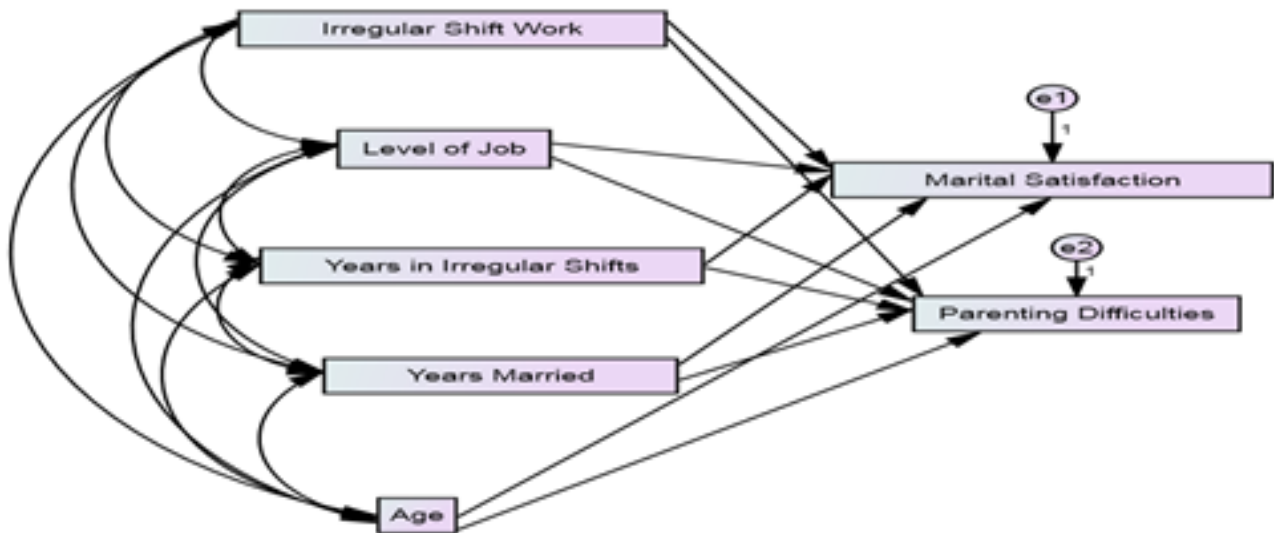 Irregular Shift Work
Level of Job
e1
1
Marital Satisfaction
Years in Irregular Shifts
e2
1
Parenting Difficulties
Years Married
Age